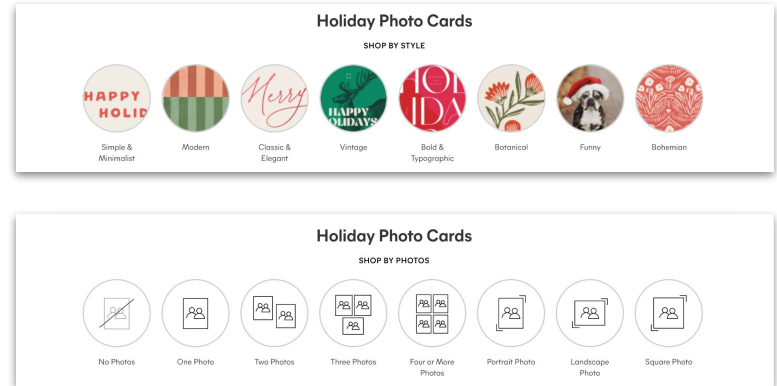 Holiday Photo Cards
SHOP BY STYLE
HAPPY
HOLID
Merry
HAPPY
OLIDAYS
HOL
IDA
Simple &
Minimalist
Modern
Classic &
Elegant
Vintage
Bold &
Typographic
Botanical
Funny
Bohemian
Holiday Photo Cards
SHOP BY PHOTOS
No Photos
One Photo
Two Photos
Three Photos
Four or More
Photos
Portrait Photo
Landscape
Photo
Square Photo